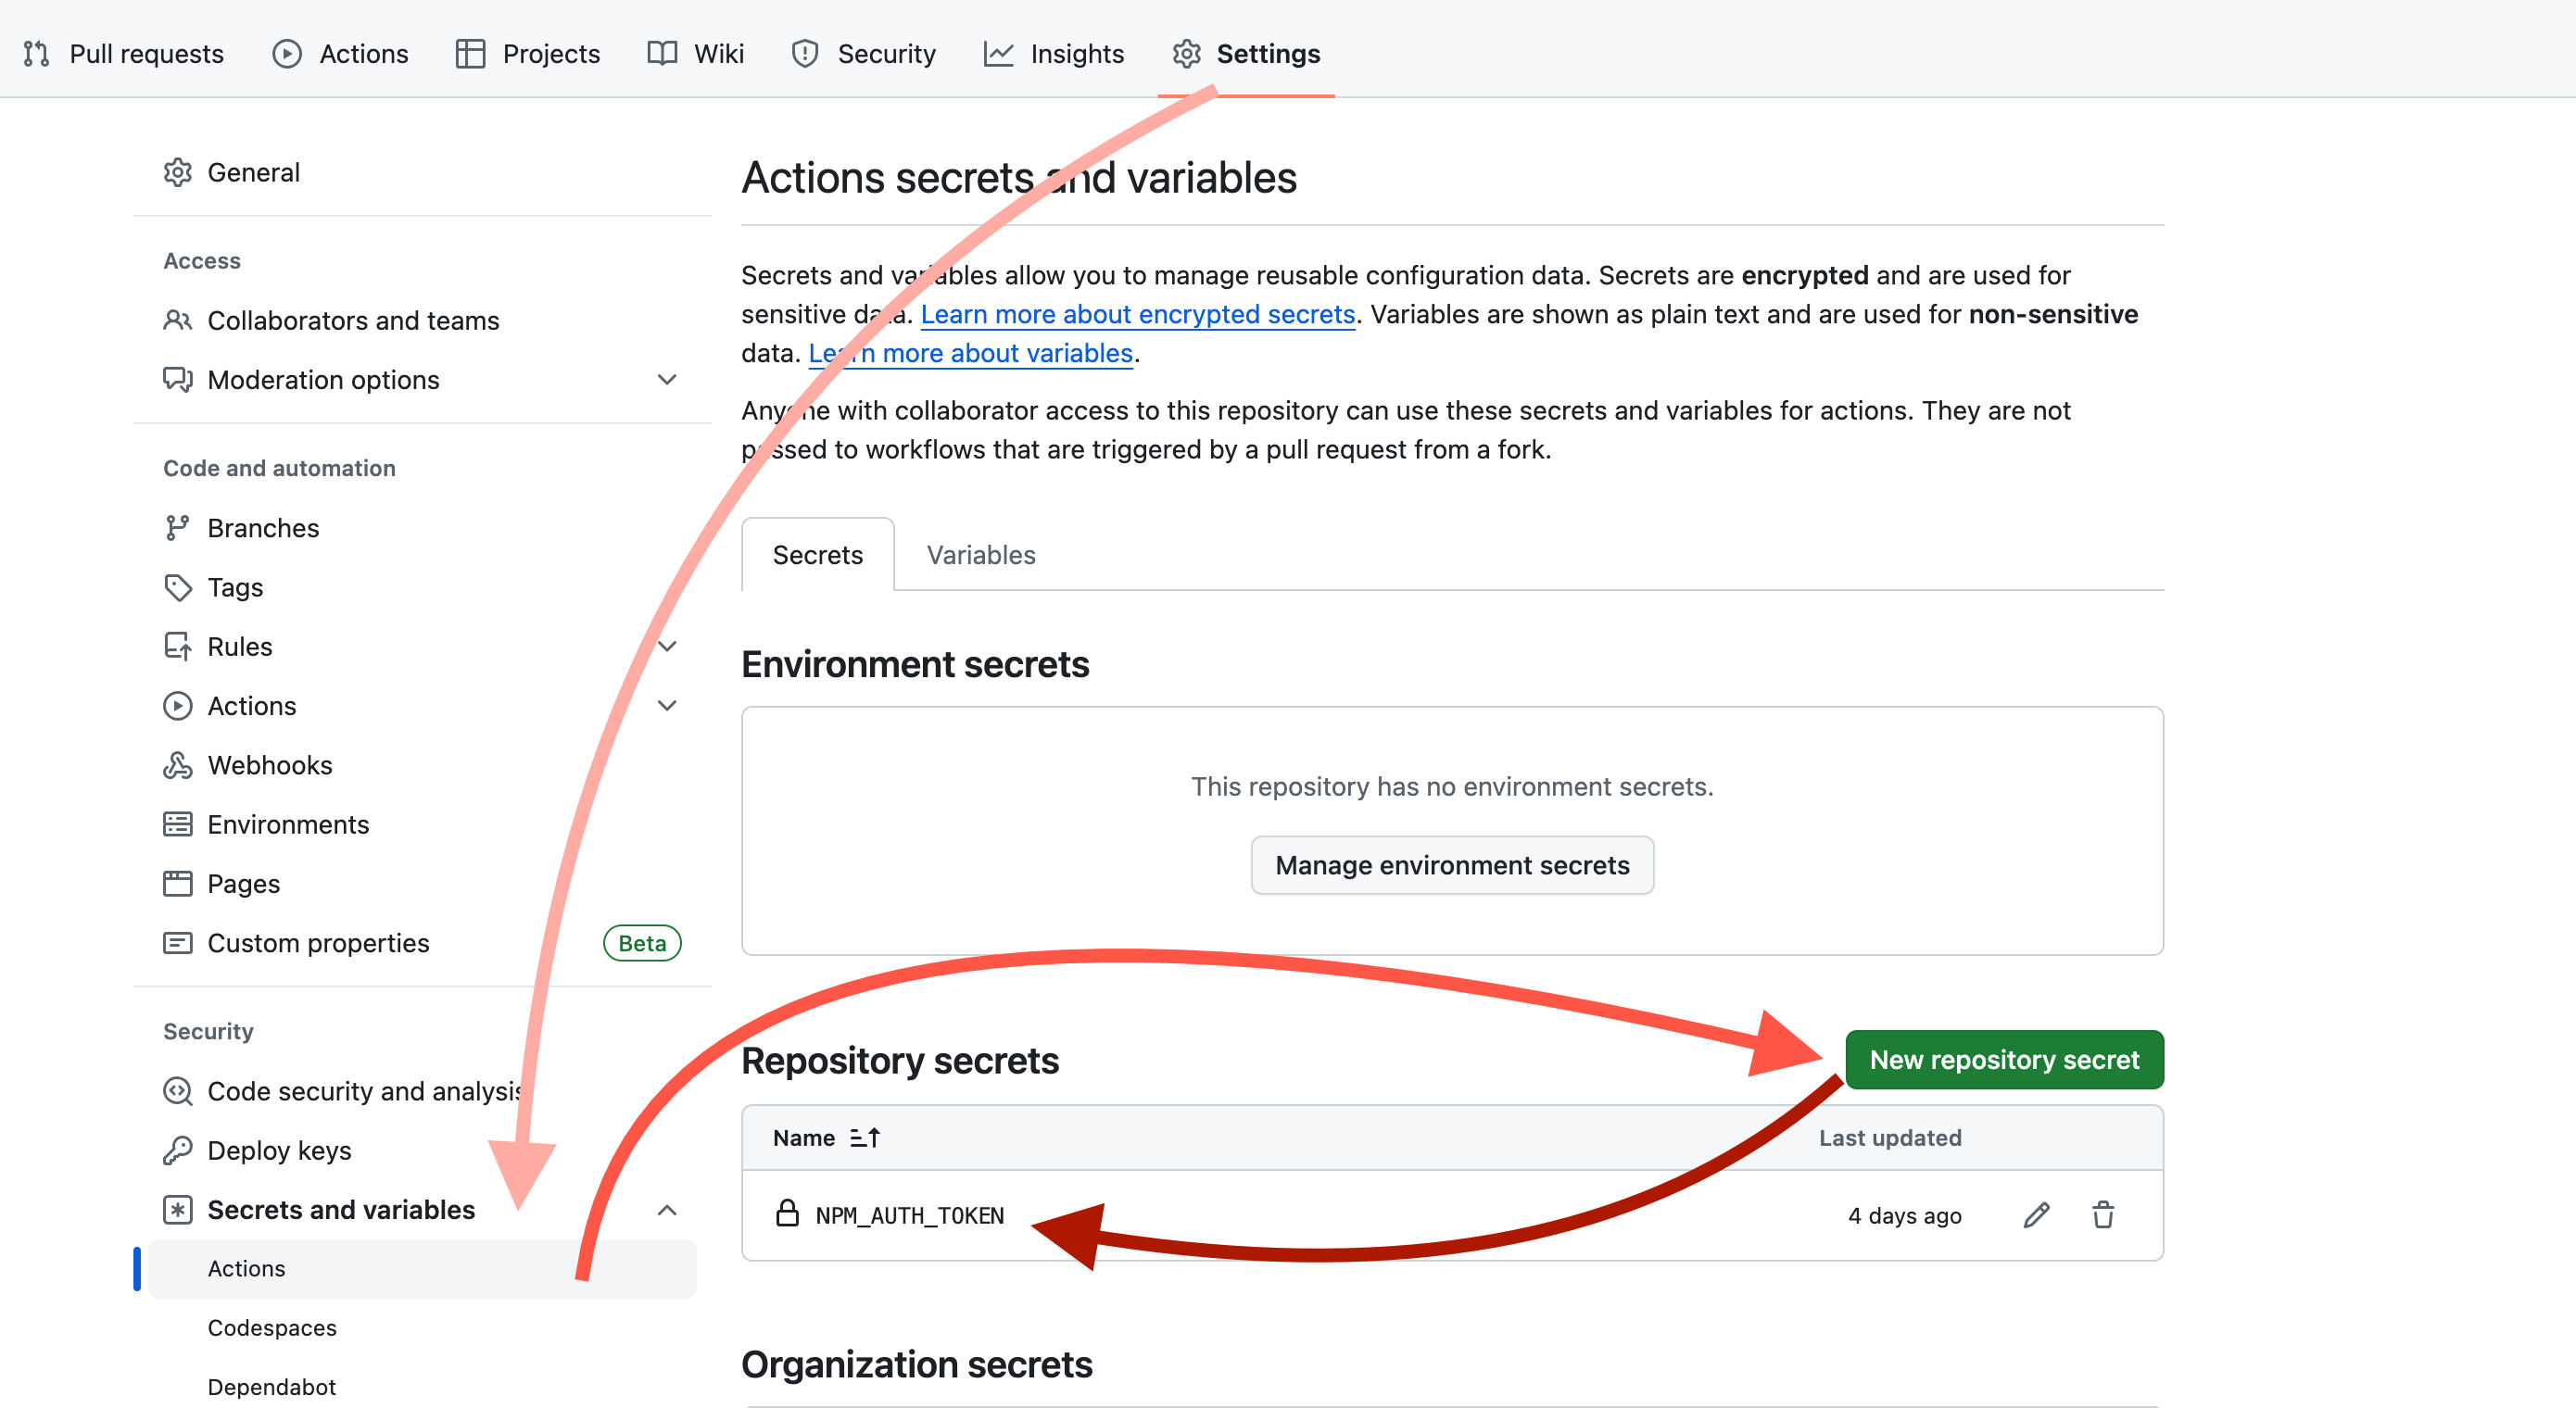 Pull requests
Actions
Projects
Wiki
Security
Insights
Settings
General
Access
Collaborators and teams
Moderation options
Code and automation
Branches
Tags
Rules
Actions
Webhooks
Environments
Pages
Custom properties
Beta
Security
Code security and analysis
Deploy keys
Secrets and variables
Actions
Codespaces
Dependabot
Actions secrets and variables
Secrets and variables allow you to manage reusable configuration data. Secrets are encrypted and are used for
sensitive data. Learn more about encrypted secrets. Variables are shown as plain text and are used for non-sensitive
data. Learn more about variables.
Anyone with collaborator access to this repository can use these secrets and variables for actions. They are not
passed to workflows that are triggered by a pull request from a fork.
Secrets
Variables
Environment secrets
This repository has no environment secrets.
Manage environment secrets
Repository secrets
New repository secret
Name
Last updated
NPM_AUTH_TOKEN
4 days ago
Organization secrets